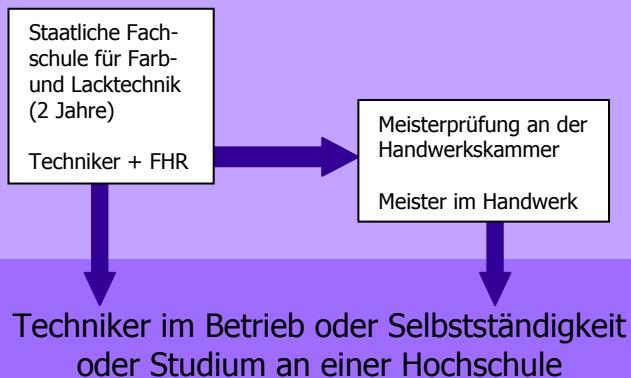 Staatliche Fach-
schule für Farb-
und Lacktechnik
(2 Jahre)
Techniker + FHR
Meisterprüfung an der
Handwerkskammer
Meister im Handwerk
Techniker im Betrieb oder Selbstständigkeit
oder Studium an einer Hochschule